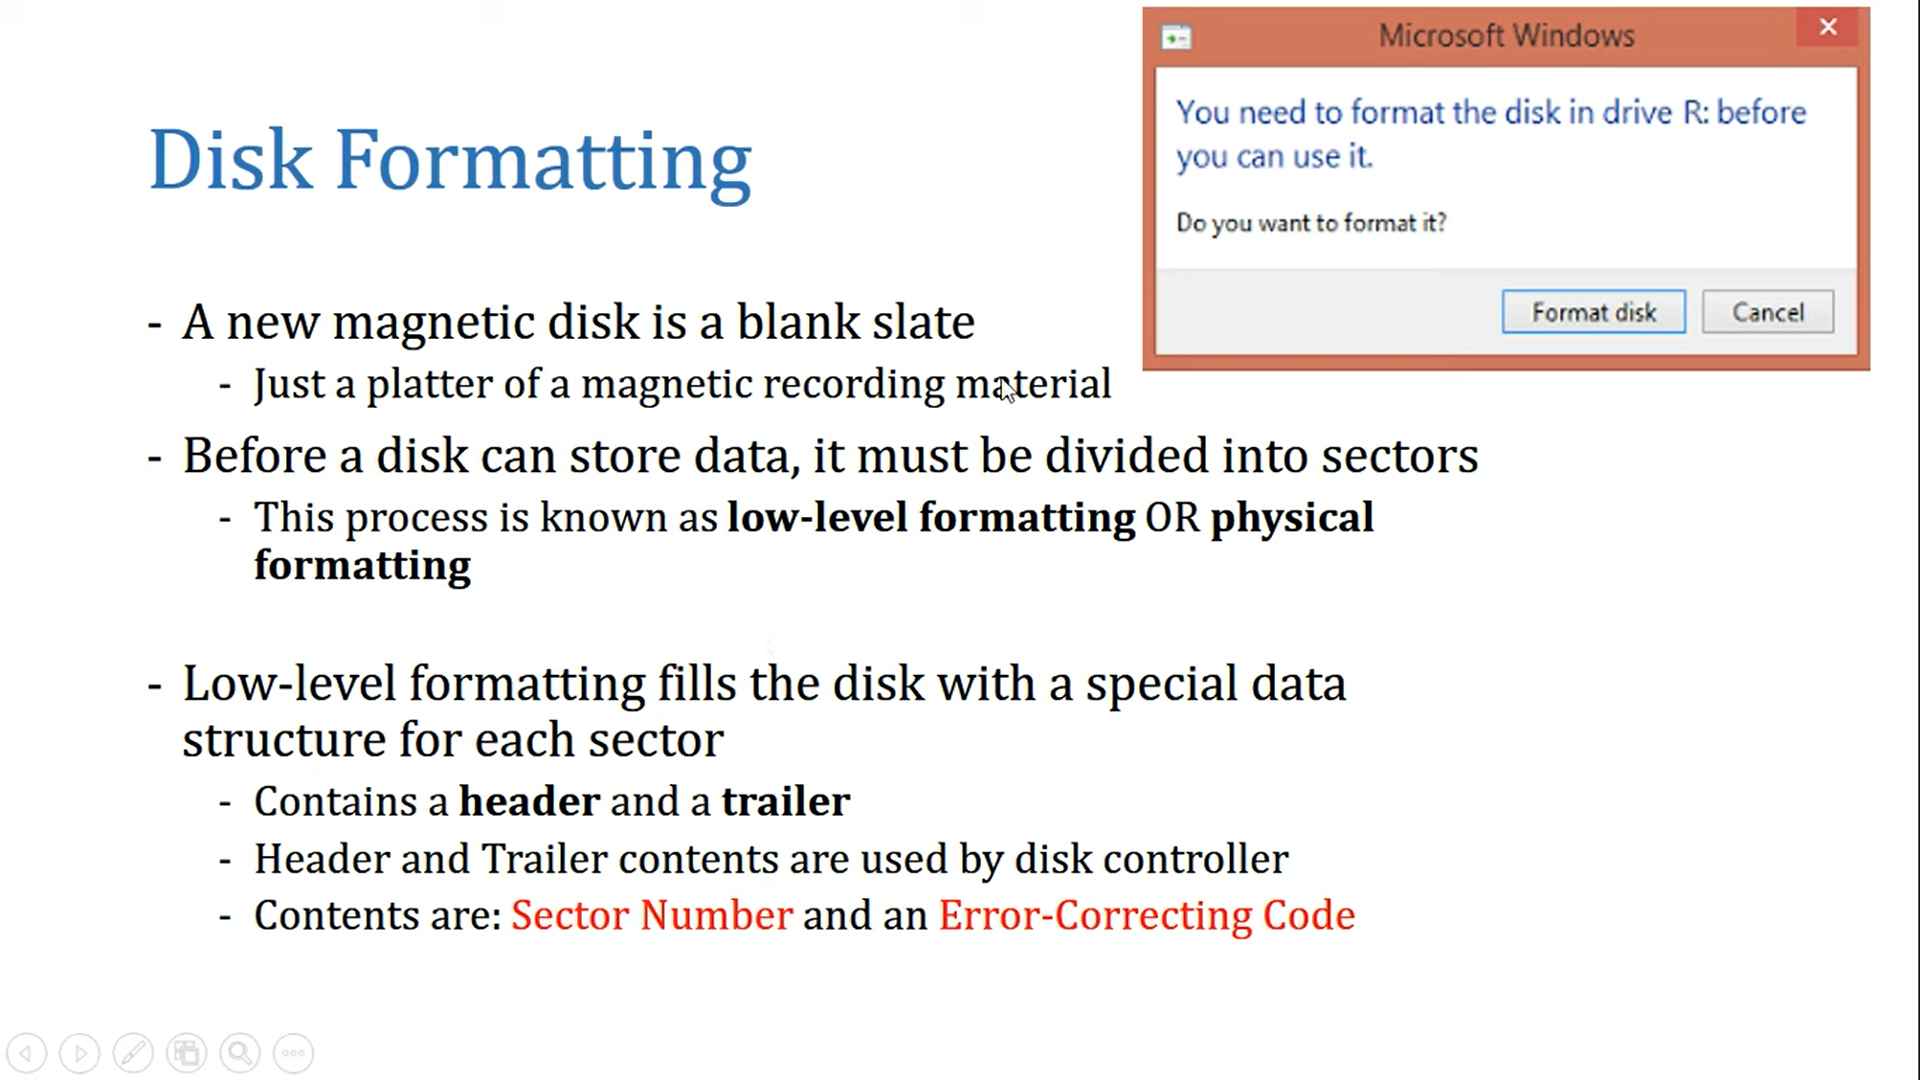 Disk Formatting
Microsoft Windows
You need to format the disk in drive R: before
you can use it.
Do you want to format it?
Format disk
Cancel
- A new magnetic disk is a blank slate
- Just a platter of a magnetic recording material
- Before a disk can store data, it must be divided into sectors
- This process is known as low-level formatting OR physical
formatting
- Low-level formatting fills the disk with a special data
structure for each sector
- Contains a header and a trailer
- Header and Trailer contents are used by disk controller
- Contents are: Sector Number and an Error-Correcting Code